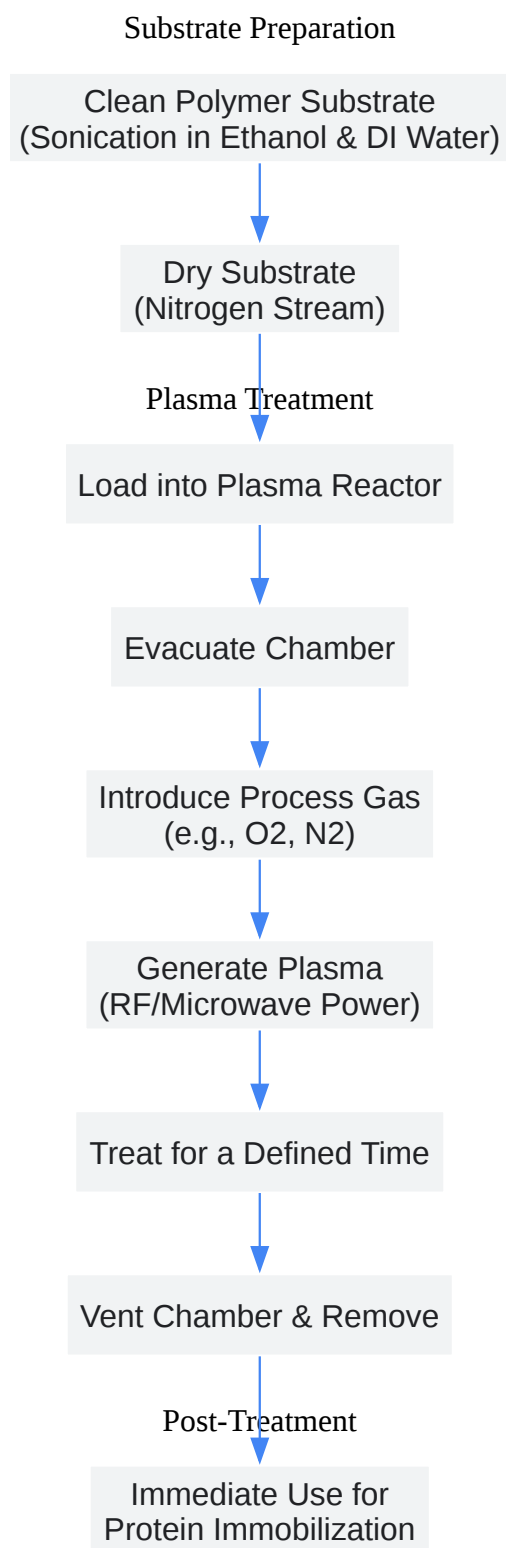 Substrate Preparation
Clean Polymer Substrate
(Sonication in Ethanol & DI Water)
Dry Substrate
(Nitrogen Stream)
Plasma Treatment
Load into Plasma Reactor
Evacuate Chamber
Introduce Process Gas
(e.g., O2, N2)
Generate Plasma
(RF/Microwave Power)
Treat for a Defined Time
Vent Chamber & Remove
Post-Treatment
Immediate Use for
Protein Immobilization